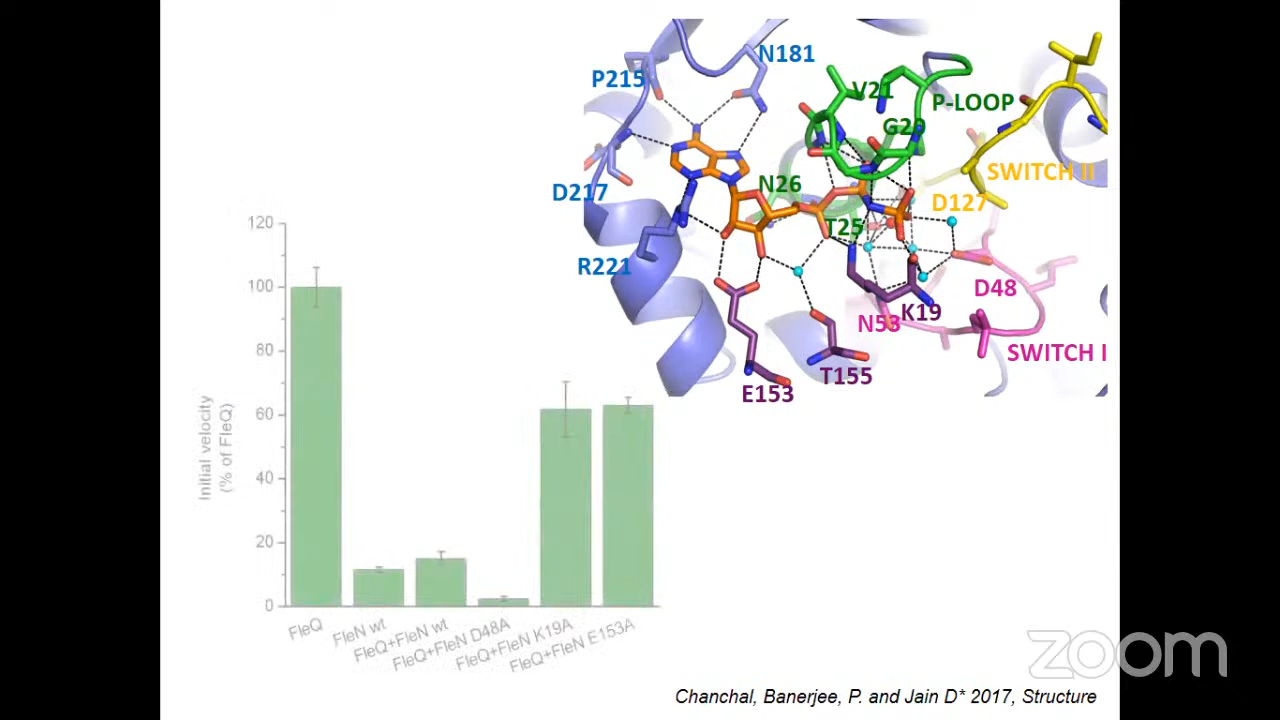 N181
P215
V21
P-LOOP
G20
SWITCH II
N26
D217
D127
T25
R221
D48
K19
N53
SWITCH I
T155
E153
120
100
80
60
40
20
0
Initial velocity
(% of FleQ)
FleQ
FleN wt
FleQ+FleN wt
FleQ+FleN D48A
FleQ+FleN K19A
FleQ+FleN E153A
zoom
Chanchal, Banerjee, P. and Jain D* 2017, Structure